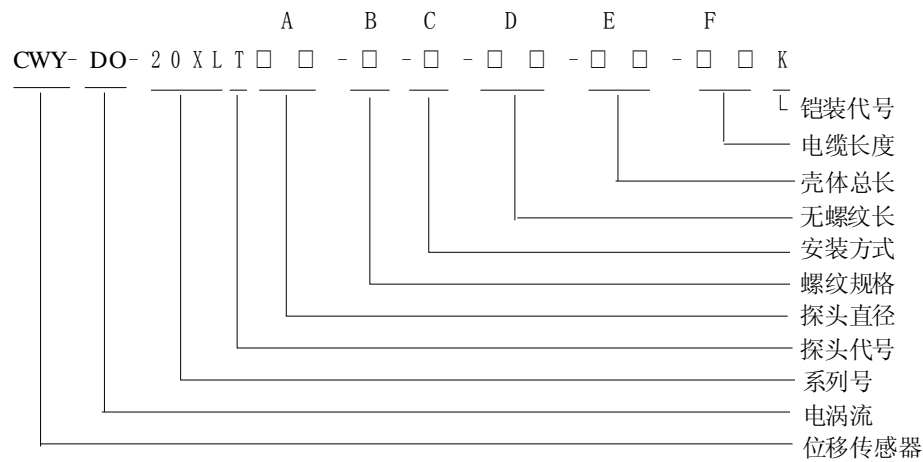 A B C D E F
CWY- DO- 20XLT□□ -□ -□ -□□ -□□ -□□ K
铠装代号
电缆长度
壳体总长
无螺纹长
安装方式
螺纹规格
探头直径
探头代号
系列号
电涡流
位移传感器